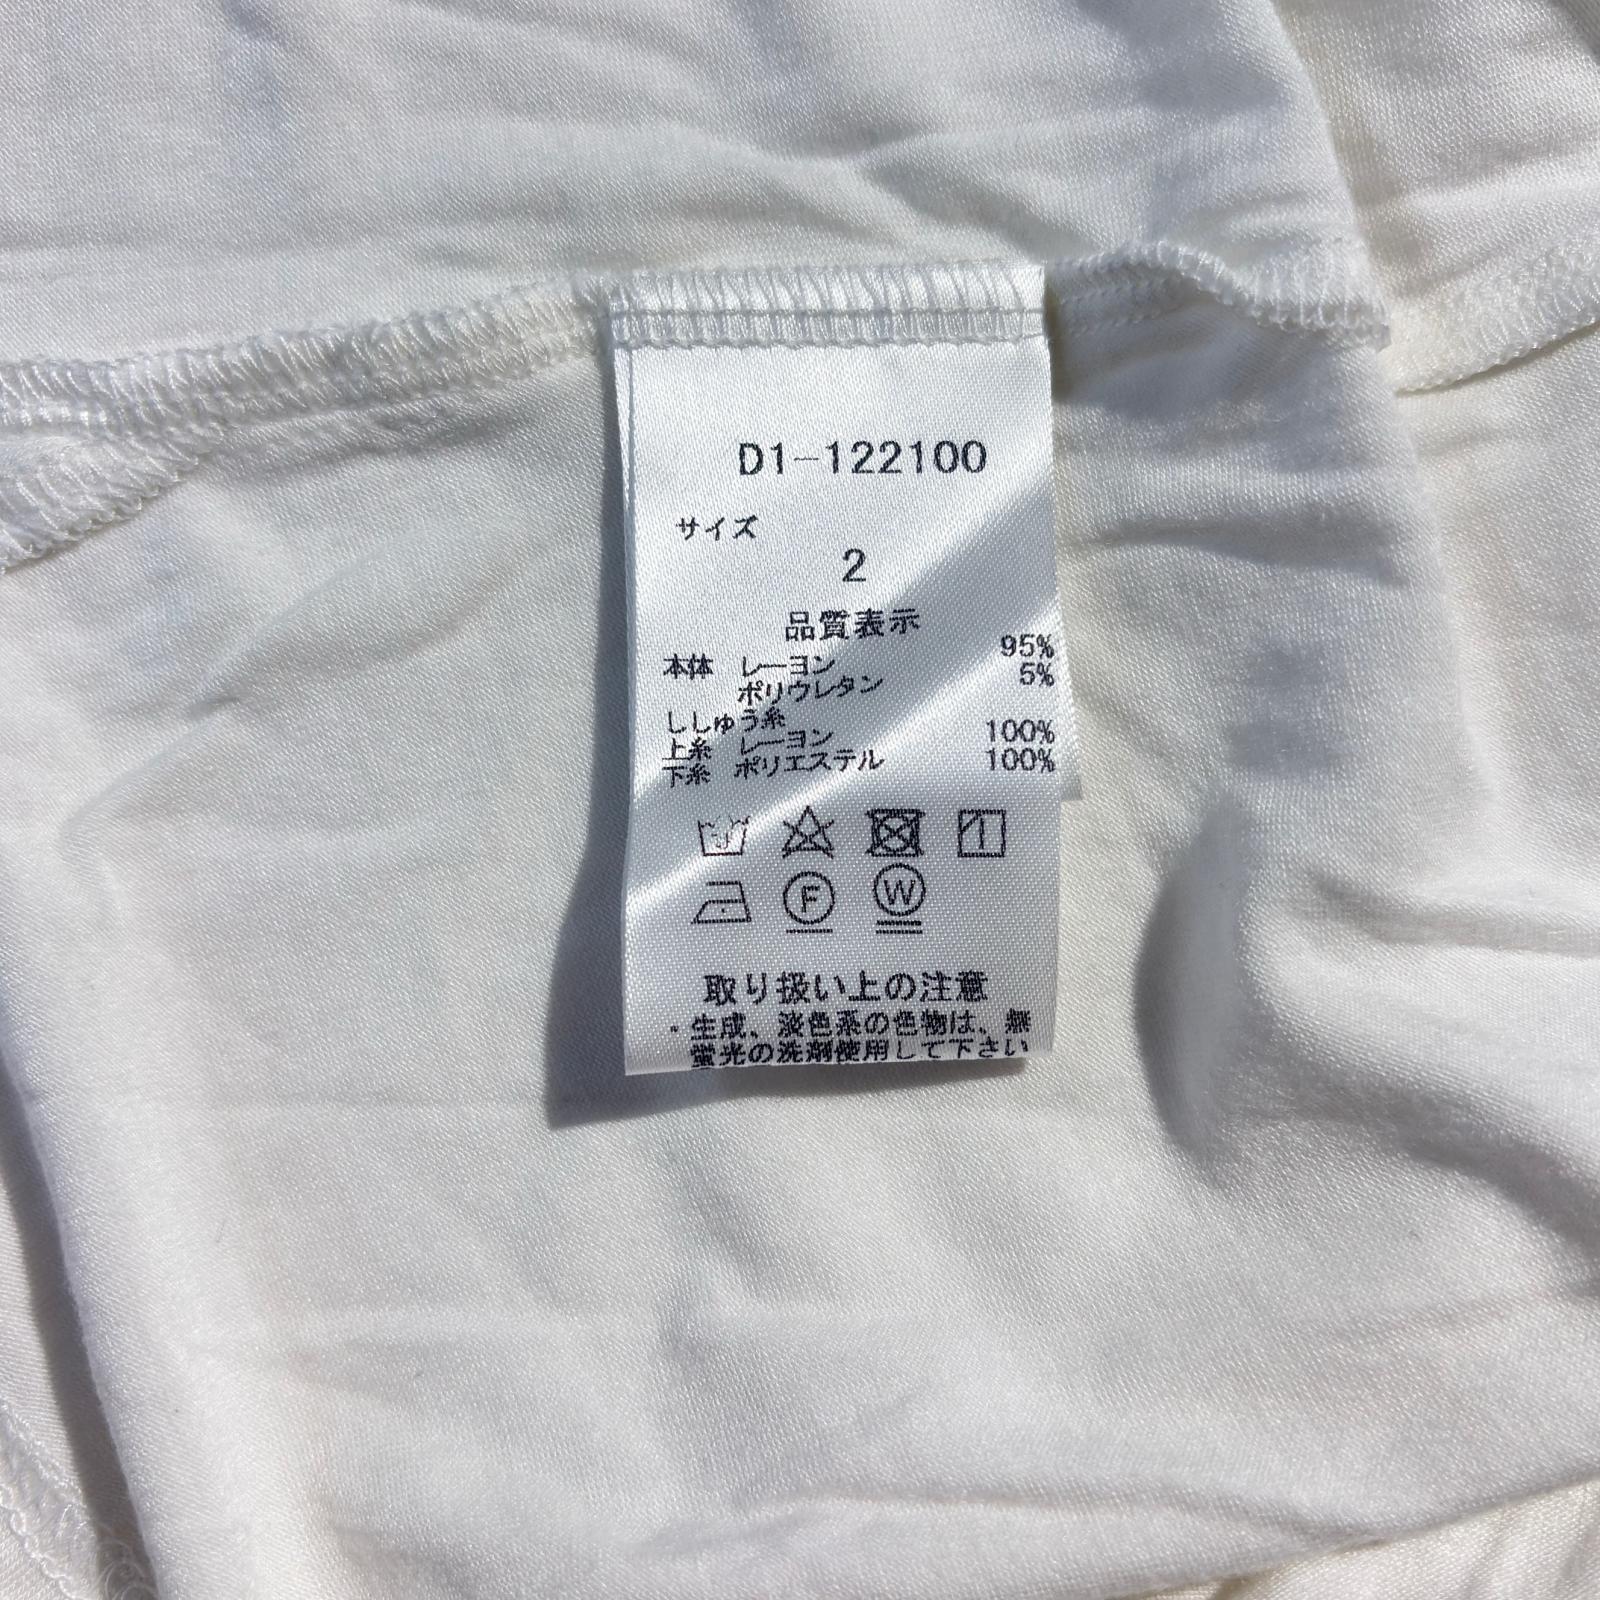 D1-122100
サイズ
2
品質表示
本体 レーヨン 95%
ポリウレタン 5%
ししゅう糸
上糸 レーヨン 100%
下糸 ポリエステル 100%
F W
取り扱い上の注意
・生成、淡色系の色物は、無
蛍光の洗剤使用して下さい